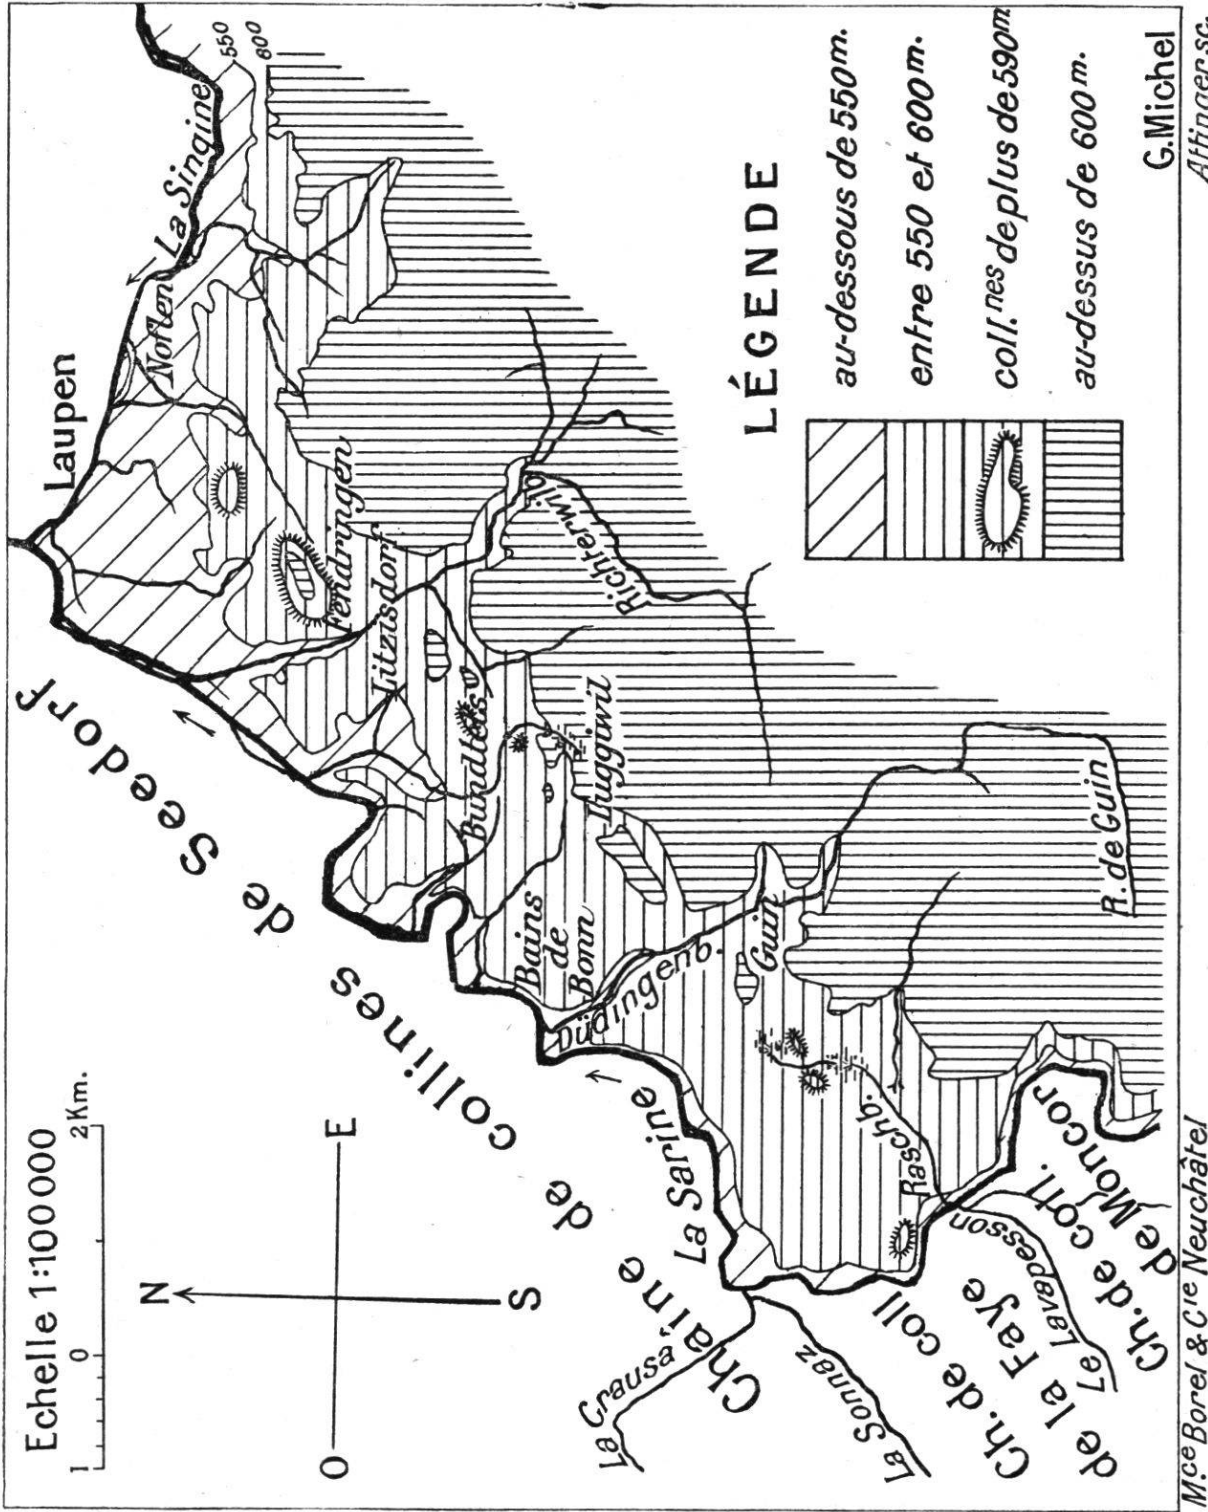 Echelle 1:100 000
1 0 2 Km.
N
O E
S
Laupen
La Singine
550
600
Noflen
Fendringen
Litzisdorf
Bundtels
Richterwil
Luggiwil
Bains
de
Bonn
Düdingenb.
Guin
R. de Guin
Raschb.
La Sarine
Chaîne de collines de Seedorf
La Crausa
La Sonnaz
Ch. de coll
de la Faye
Le Lavapesson
Ch. de coll.
de Moncor
LÉGENDE
au-dessous de 550m.
entre 550 et 600m.
coll.nes de plus de 590m
au-dessus de 600m.
G. Michel
M.ce Borel & Cie Neuchâtel
Attinger sc.